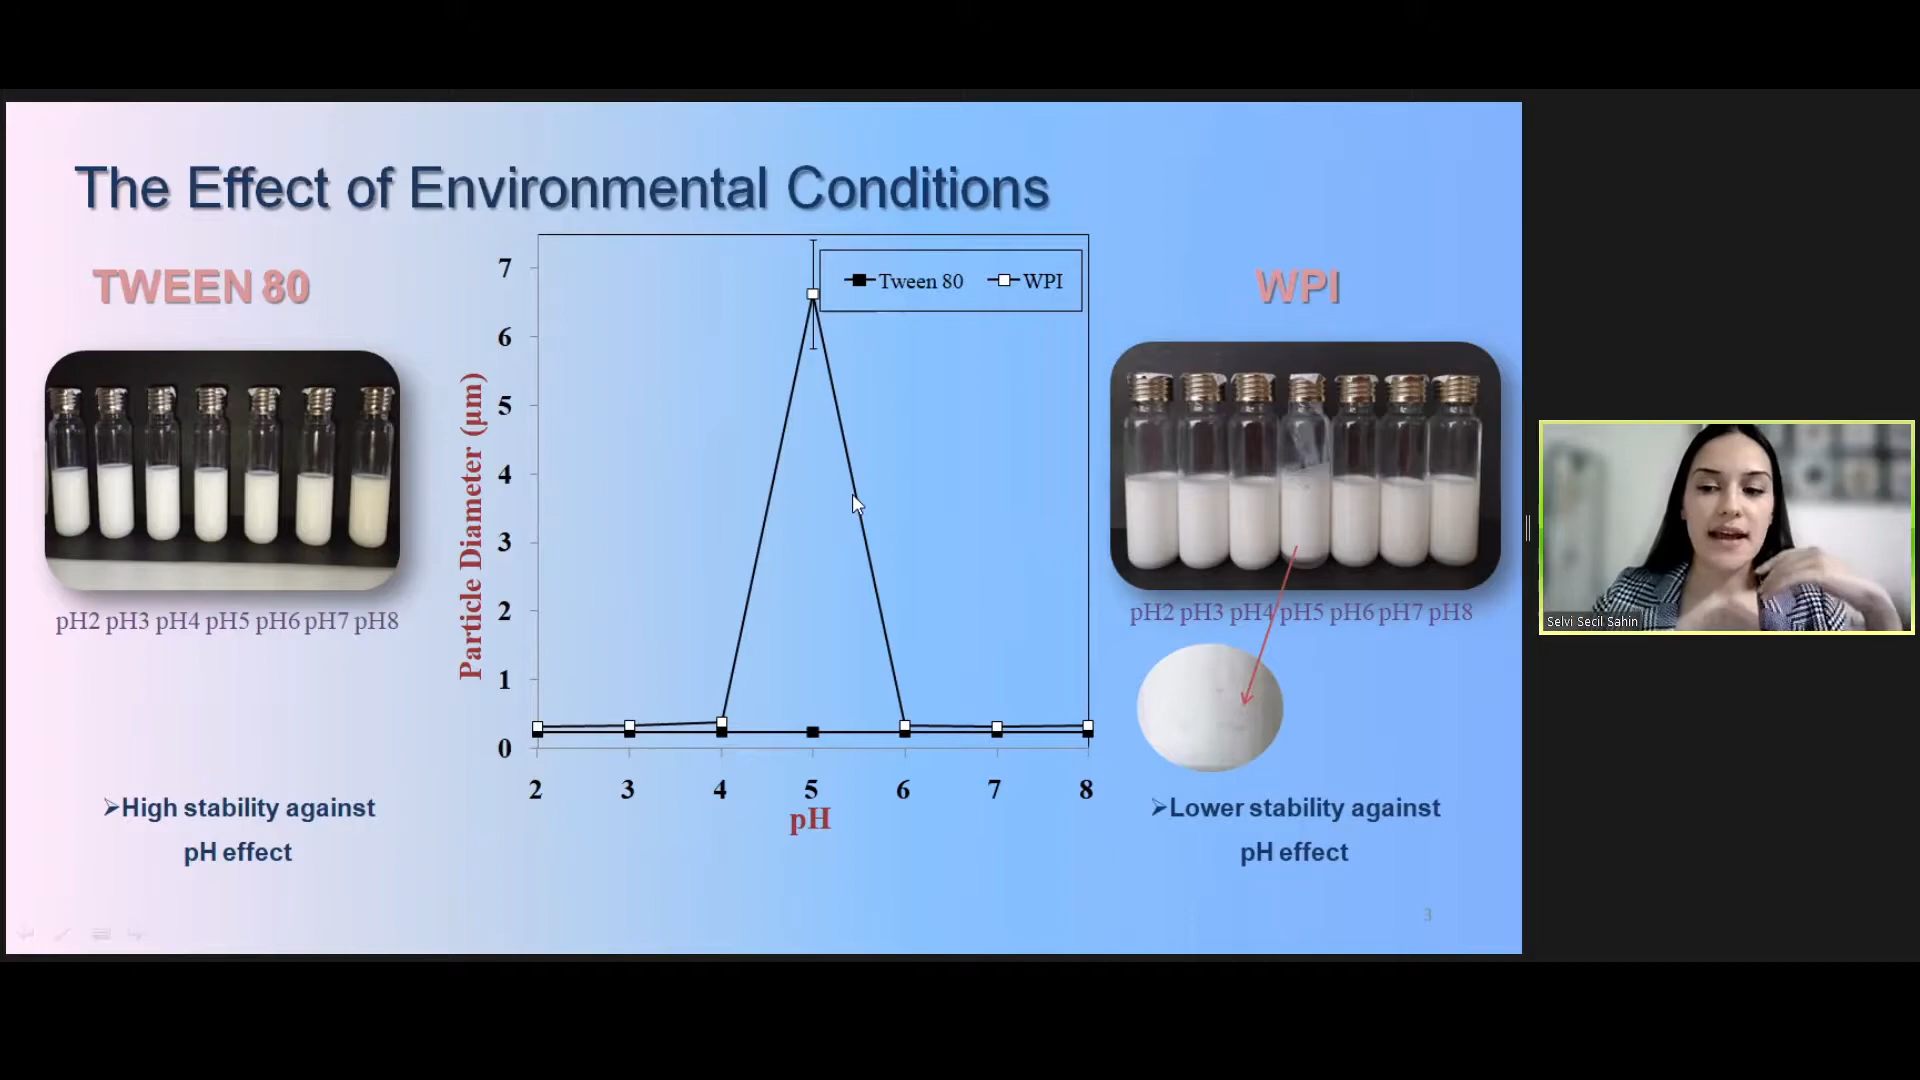 The Effect of Environmental Conditions
TWEEN 80
WPI
7
6
5
4
3
2
1
0
Particle Diameter (µm)
Tween 80
WPI
2 3 4 5 6 7 8
pH
pH2 pH3 pH4 pH5 pH6 pH7 pH8
pH2 pH3 pH4 pH5 pH6 pH7 pH8
➢High stability against
pH effect
➢Lower stability against
pH effect
3
Selvi Secil Sahin